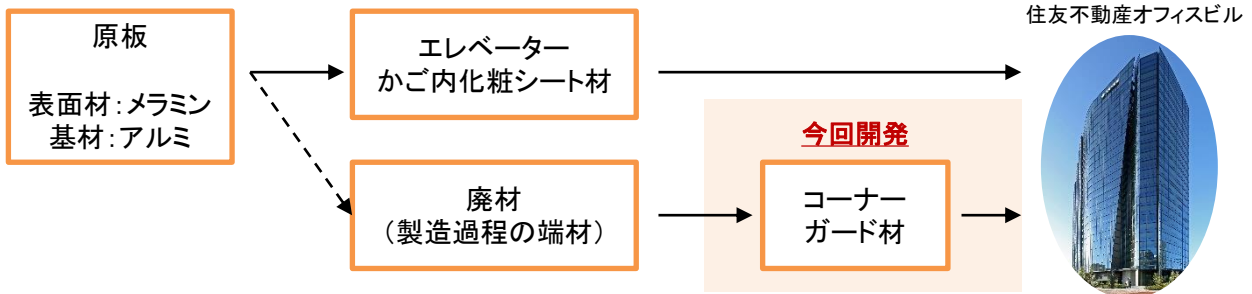 住友不動産オフィスビル
原板
表面材：メラミン
基材：アルミ
エレベーター
かご内化粧シート材
今回開発
廃材
（製造過程の端材）
コーナー
ガード材